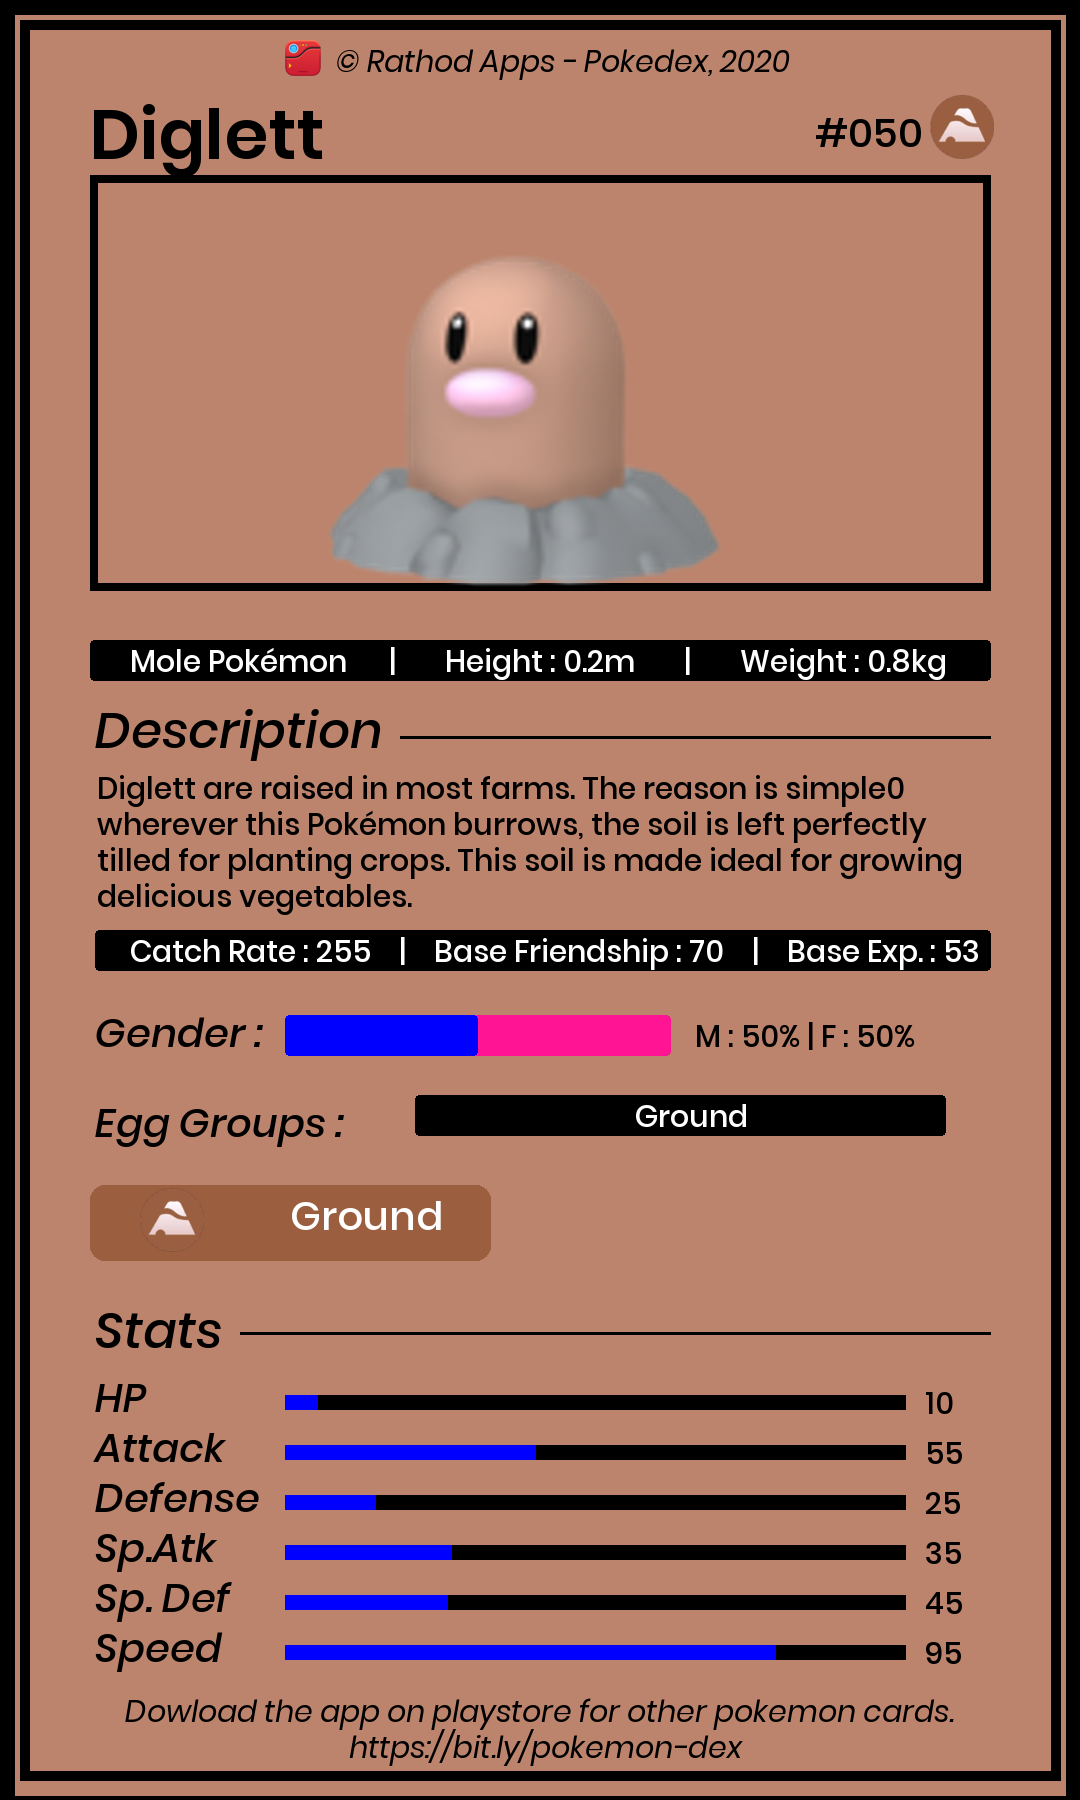 © Rathod Apps - Pokedex, 2020
Diglett #050
Mole Pokémon | Height : 0.2m | Weight : 0.8kg
Description
Diglett are raised in most farms. The reason is simple0
wherever this Pokémon burrows, the soil is left perfectly
tilled for planting crops. This soil is made ideal for growing
delicious vegetables.
Catch Rate : 255 | Base Friendship : 70 | Base Exp. : 53
Gender : M : 50% | F : 50%
Egg Groups : Ground
Ground
Stats
HP 10
Attack 55
Defense 25
Sp.Atk 35
Sp. Def 45
Speed 95
Dowload the app on playstore for other pokemon cards.
https://bit.ly/pokemon-dex